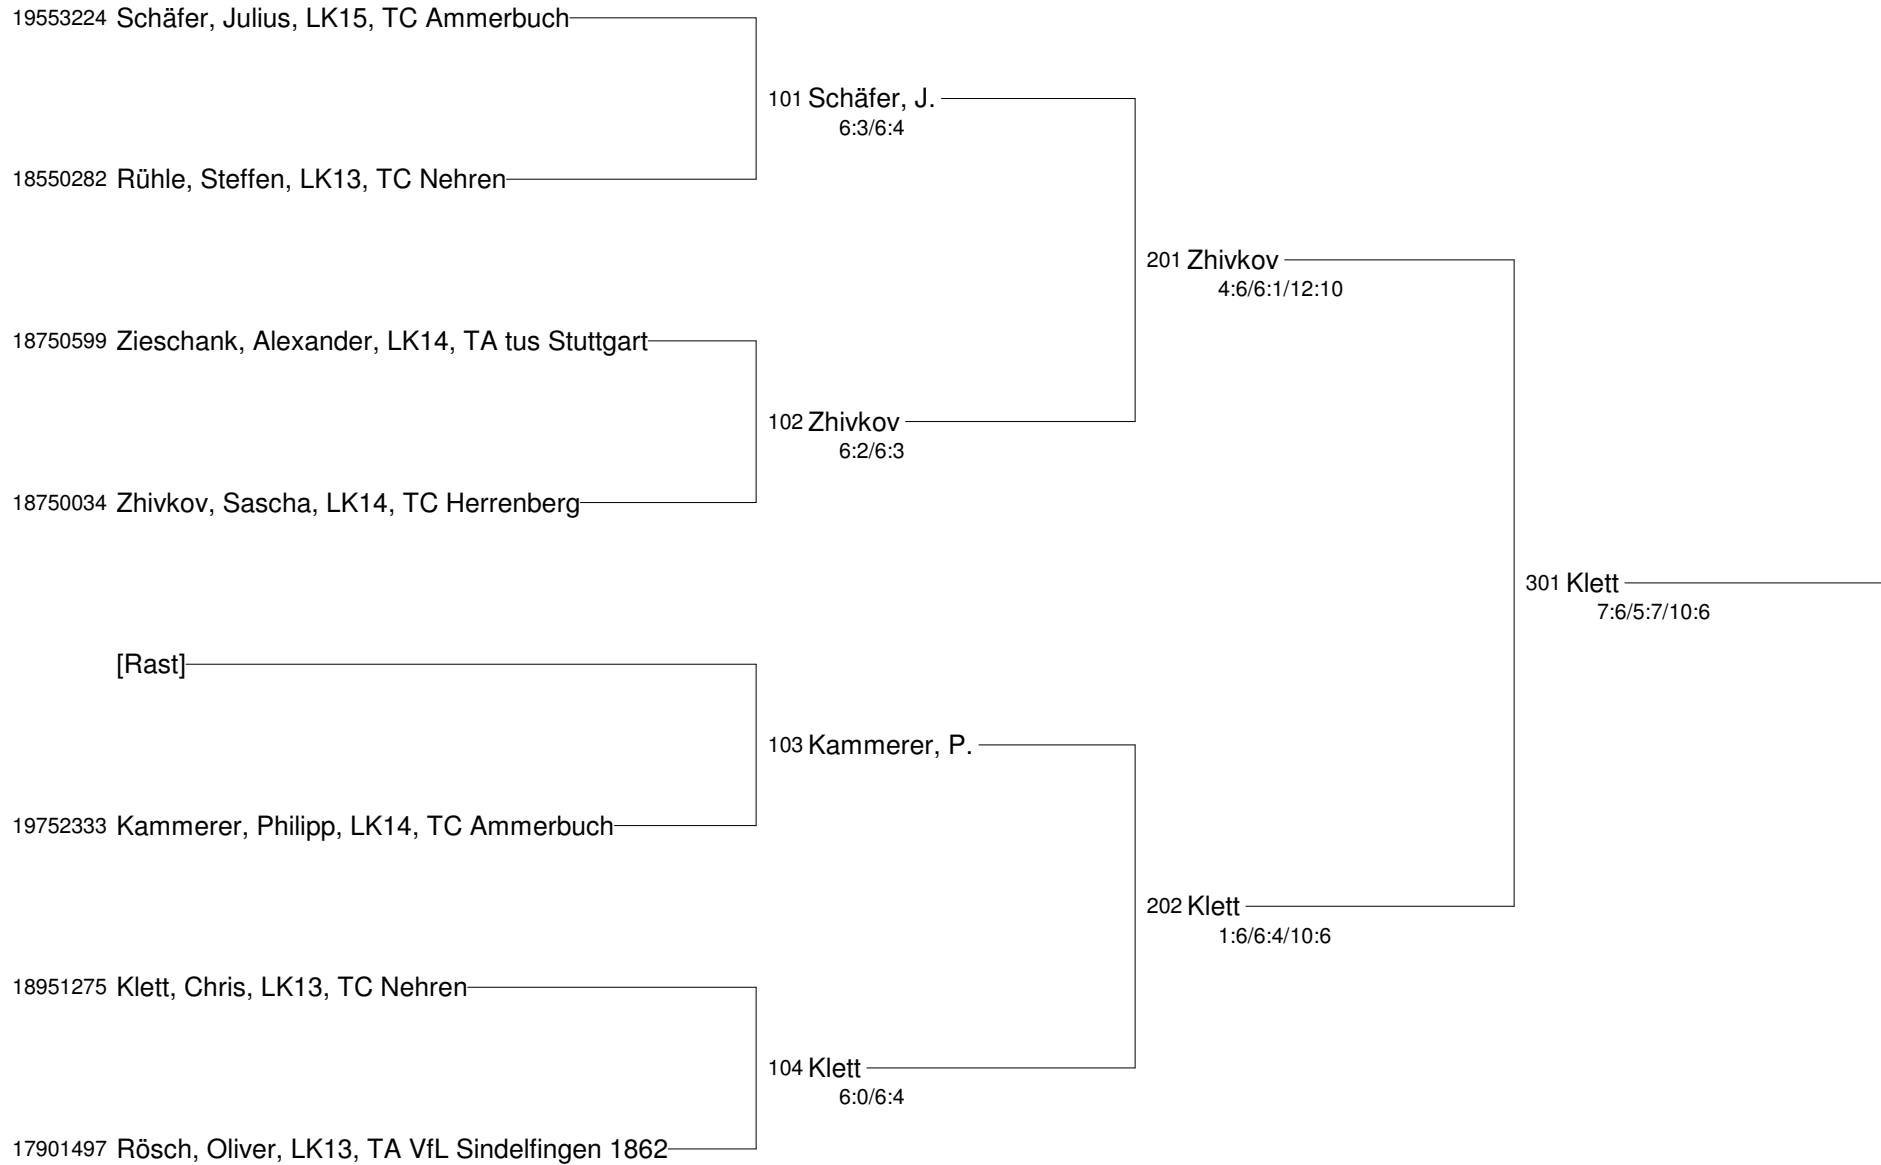 19553224 Schäfer, Julius, LK15, TC Ammerbuch
101 Schäfer, J.
6:3/6:4
18550282 Rühle, Steffen, LK13, TC Nehren
201 Zhivkov
4:6/6:1/12:10
18750599 Zieschank, Alexander, LK14, TA tus Stuttgart
102 Zhivkov
6:2/6:3
18750034 Zhivkov, Sascha, LK14, TC Herrenberg
301 Klett
7:6/5:7/10:6
[Rast]
103 Kammerer, P.
19752333 Kammerer, Philipp, LK14, TC Ammerbuch
202 Klett
1:6/6:4/10:6
18951275 Klett, Chris, LK13, TC Nehren
104 Klett
6:0/6:4
17901497 Rösch, Oliver, LK13, TA VfL Sindelfingen 1862